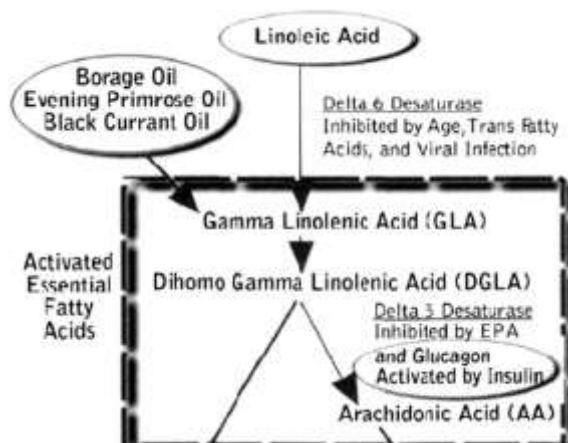 Linoleic Acid
Borage Oil
Evening Primrose Oil
Black Currant Oil
Delta 6 Desaturase
Inhibited by Age, Trans Fatty
Acids, and Viral Infection
Gamma Linolenic Acid (GLA)
Activated
Essential
Fatty
Acids
Dihomo Gamma Linolenic Acid (DGLA)
Delta 5 Desaturase
Inhibited by EPA
and Glucagon
Activated by Insulin
Arachidonic Acid (AA)